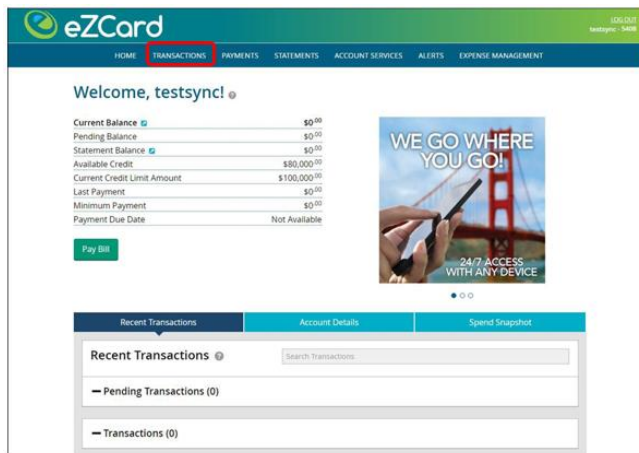 eZCard
LOG OUT
testsync - 5408
HOME TRANSACTIONS PAYMENTS STATEMENTS ACCOUNT SERVICES ALERTS EXPENSE MANAGEMENT
Welcome, testsync!
Current Balance $0.00
Pending Balance $0.00
Statement Balance $0.00
Available Credit $80,000.00
Current Credit Limit Amount $100,000.00
Last Payment $0.00
Minimum Payment $0.00
Payment Due Date Not Available
Pay Bill
WE GO WHERE
YOU GO!
24/7 ACCESS
WITH ANY DEVICE
Recent Transactions Account Details Spend Snapshot
Recent Transactions Search Transactions
Pending Transactions (0)
Transactions (0)